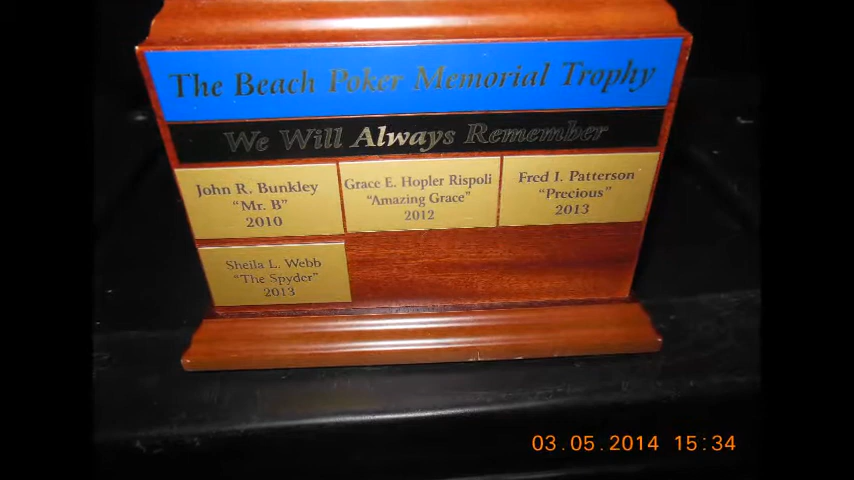 The Beach Poker Memorial Trophy
We Will Always Remember
John R. Bunkley
"Mr. B"
2010
Grace E. Hopler Rispoli
"Amazing Grace"
2012
Fred I. Patterson
"Precious"
2013
Sheila L. Webb
"The Spyder"
2013
03.05.2014 15:34